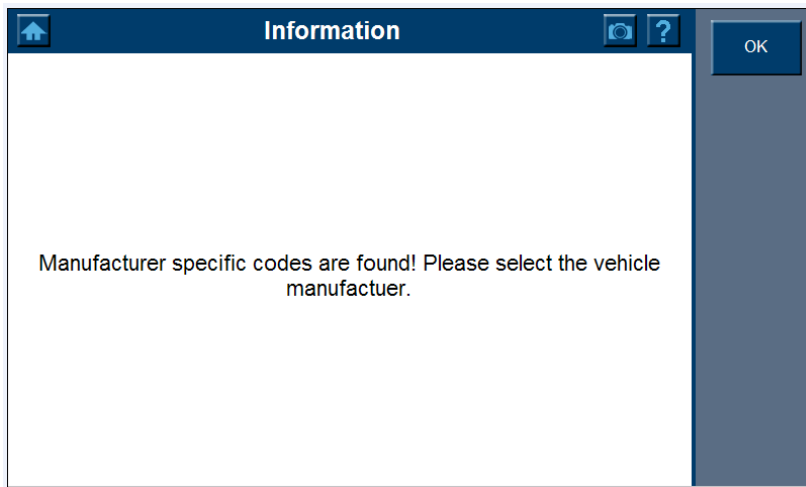 Information
?
OK
Manufacturer specific codes are found! Please select the vehicle
manufactuer.